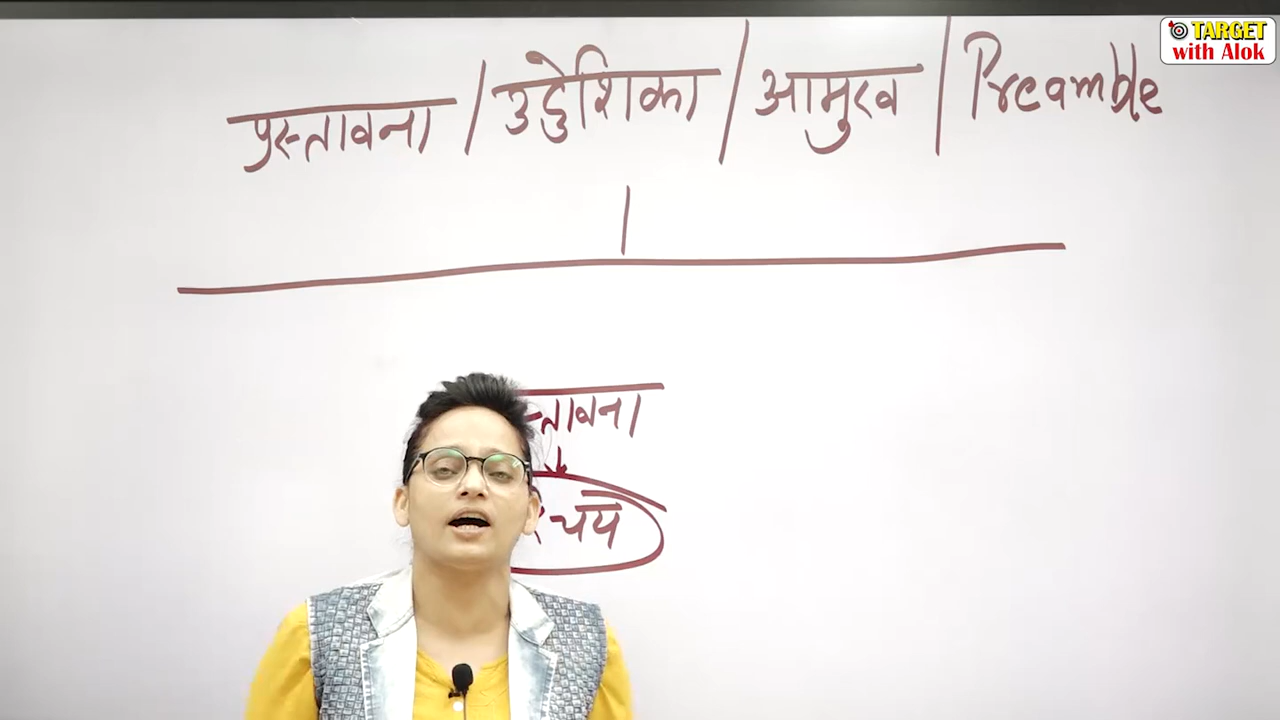 TARGET
with Alok
प्रस्तावना / उद्देशिका / आमुख / Preamble
स्तावना
चय